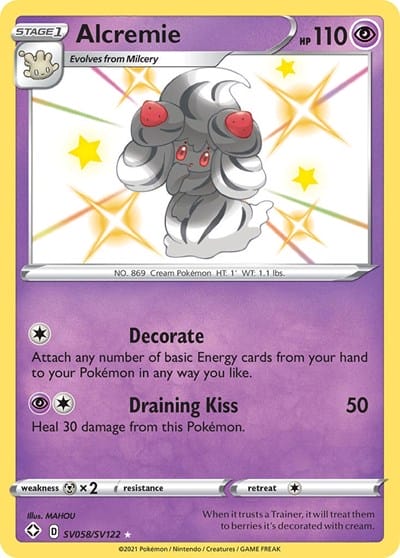 STAGE 1
Alcremie
HP 110
Evolves from Milcery
NO. 869 Cream Pokémon HT: 1' WT: 1.1 lbs.
Decorate
Attach any number of basic Energy cards from your hand
to your Pokémon in any way you like.
Draining Kiss 50
Heal 30 damage from this Pokémon.
weakness ×2 resistance retreat
Illus. MAHOU
D SV058/SV122
When it trusts a Trainer, it will treat them
to berries it's decorated with cream.
©2021 Pokémon / Nintendo / Creatures / GAME FREAK